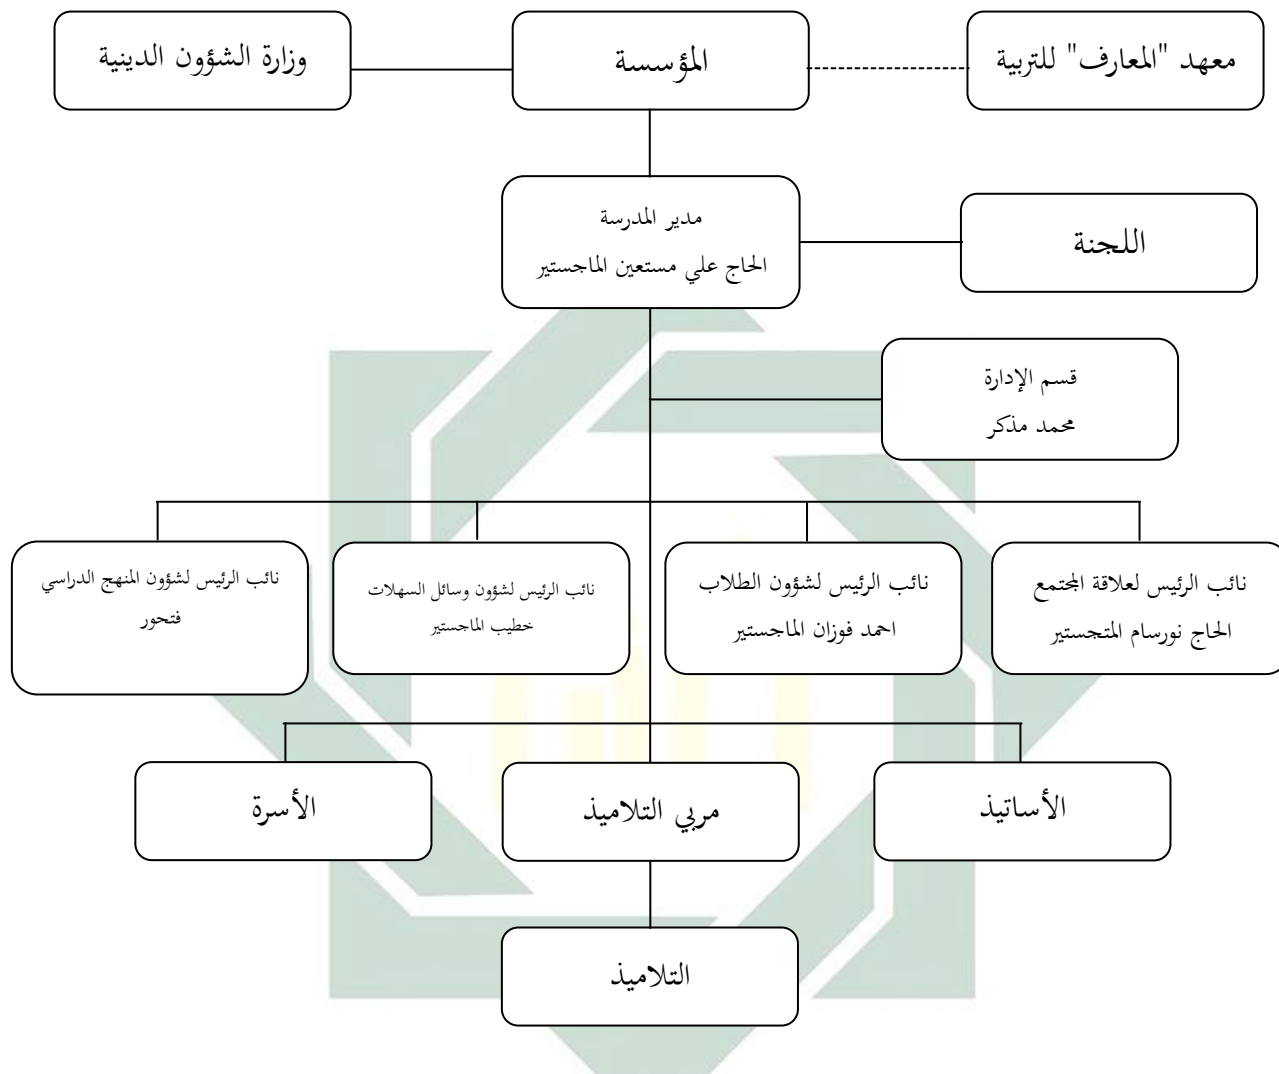 معهد "المعارف" للتربية
المؤسسة
وزارة الشؤون الدينية
مدير المدرسة
الحاج علي مستعين الماجستير
اللجنة
قسم الإدارة
محمد مذكر
نائب الرئيس لعلاقة المجتمع
الحاج نورسام المتجستير
نائب الرئيس لشؤون الطلاب
احمد فوزان الماجستير
نائب الرئيس لشؤون وسائل السهلات
خطيب الماجستير
نائب الرئيس لشؤون المنهج الدراسي
فتحور
الأساتيذ
مربي التلاميذ
الأسرة
التلاميذ